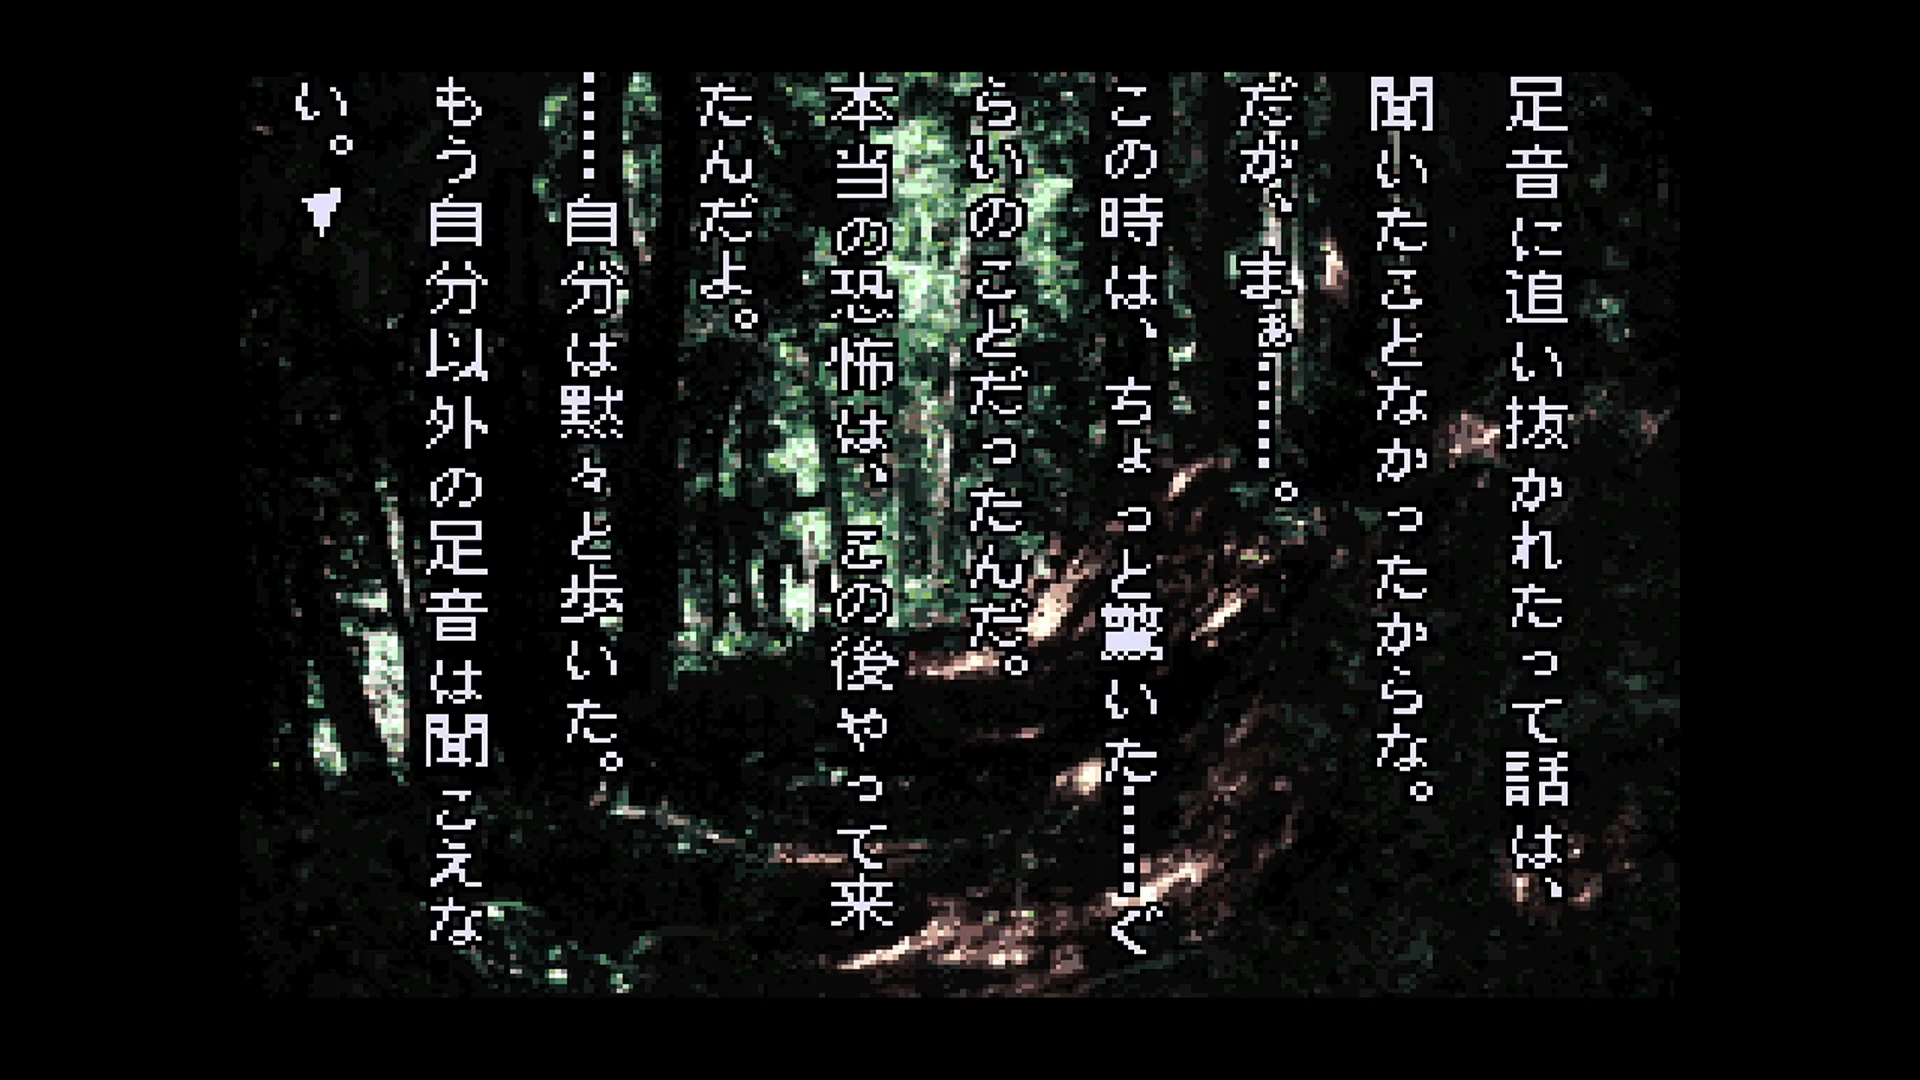 足音に追い抜かれたって話は、
聞いたことなかったからな。
だが、まぁ……。
この時は、ちょっと驚いた……ぐ
らいのことだったんだ。
本当の恐怖は、この後やって来
たんだよ。
……自分は黙々と歩いた。
もう自分以外の足音は聞こえな
い。